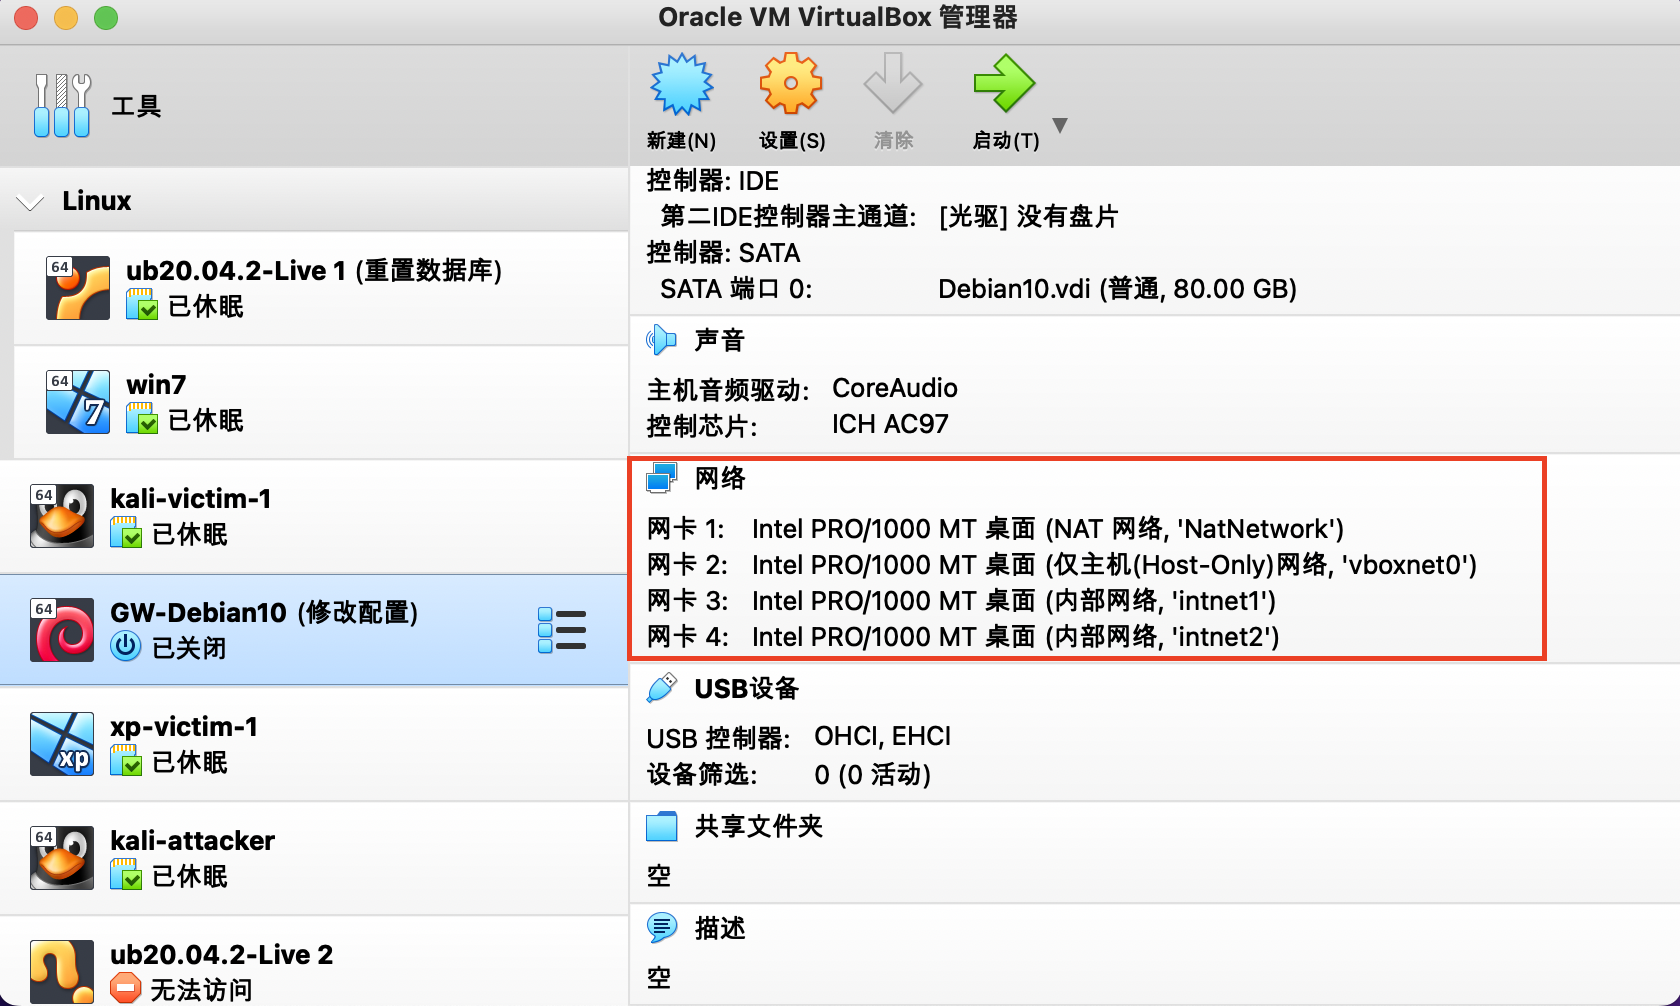 Oracle VM VirtualBox 管理器
工具
新建(N)
设置(S)
清除
启动(T)
Linux
64
ub20.04.2-Live 1 (重置数据库)
已休眠
64
7
win7
已休眠
64
kali-victim-1
已休眠
64
GW-Debian10 (修改配置)
已关闭
xp
xp-victim-1
已休眠
64
kali-attacker
已休眠
ub20.04.2-Live 2
无法访问
控制器: IDE
第二IDE控制器主通道: [光驱] 没有盘片
控制器: SATA
SATA 端口 0: Debian10.vdi (普通, 80.00 GB)
声音
主机音频驱动: CoreAudio
控制芯片: ICH AC97
网络
网卡 1: Intel PRO/1000 MT 桌面 (NAT 网络, 'NatNetwork')
网卡 2: Intel PRO/1000 MT 桌面 (仅主机(Host-Only)网络, 'vboxnet0')
网卡 3: Intel PRO/1000 MT 桌面 (内部网络, 'intnet1')
网卡 4: Intel PRO/1000 MT 桌面 (内部网络, 'intnet2')
USB设备
USB 控制器: OHCI, EHCI
设备筛选: 0 (0 活动)
共享文件夹
空
描述
空